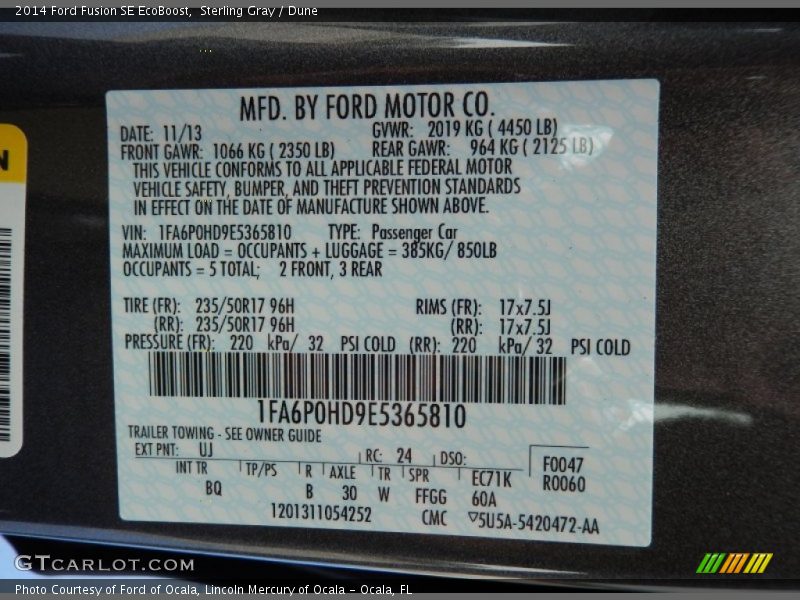 2014 Ford Fusion SE EcoBoost, Sterling Gray / Dune
N
MFD. BY FORD MOTOR CO.
DATE: 11/13 GVWR: 2019 KG ( 4450 LB)
FRONT GAWR: 1066 KG ( 2350 LB) REAR GAWR: 964 KG ( 2125 LB)
THIS VEHICLE CONFORMS TO ALL APPLICABLE FEDERAL MOTOR
VEHICLE SAFETY, BUMPER, AND THEFT PREVENTION STANDARDS
IN EFFECT ON THE DATE OF MANUFACTURE SHOWN ABOVE.
VIN: 1FA6P0HD9E5365810 TYPE: Passenger Car
MAXIMUM LOAD = OCCUPANTS + LUGGAGE = 385KG/ 850LB
OCCUPANTS = 5 TOTAL; 2 FRONT, 3 REAR
TIRE (FR): 235/50R17 96H RIMS (FR): 17x7.5J
(RR): 235/50R17 96H (RR): 17x7.5J
PRESSURE (FR): 220 kPa/ 32 PSI COLD (RR): 220 kPa/ 32 PSI COLD
1FA6P0HD9E5365810
TRAILER TOWING - SEE OWNER GUIDE
EXT PNT: UJ RC: 24 DSO: F0047
INT TR TP/PS R AXLE TR SPR EC71K R0060
BQ B 30 W FFGG 60A
1201311054252 CMC ▽5U5A-5420472-AA
GTCARLOT.COM
Photo Courtesy of Ford of Ocala, Lincoln Mercury of Ocala - Ocala, FL